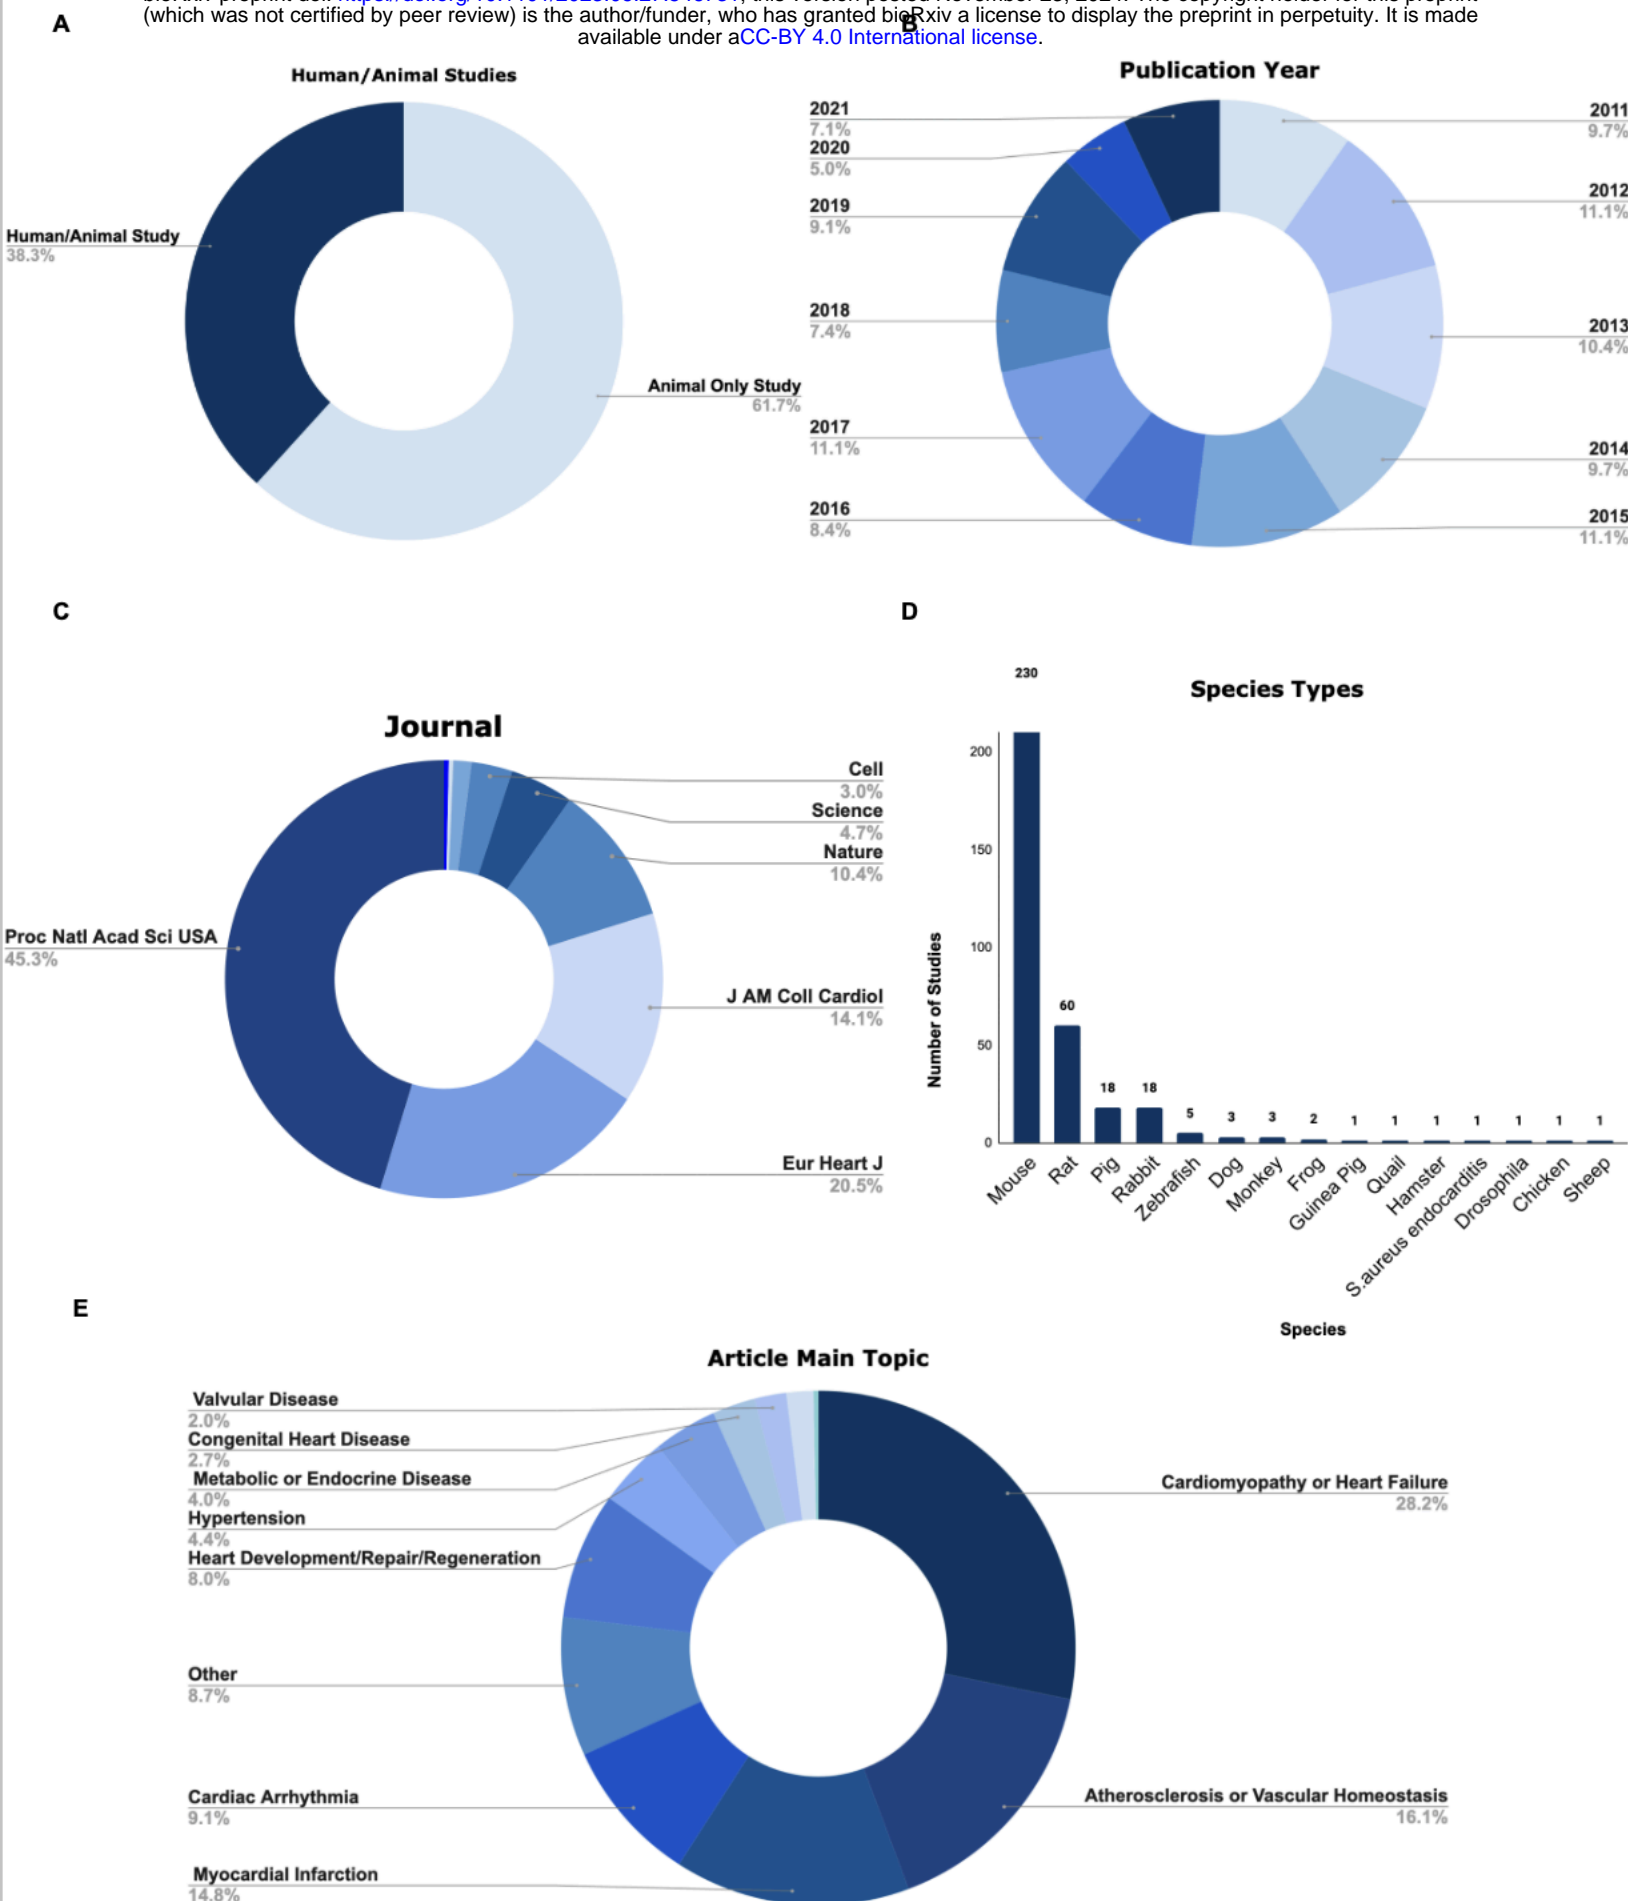 (which was not certified by peer review) is the author/funder, who has granted bioRxiv a license to display the preprint in perpetuity. It is made
available under aCC-BY 4.0 International license.
A
Human/Animal Studies
Human/Animal Study
38.3%
Animal Only Study
61.7%
B
Publication Year
2021
7.1%
2020
5.0%
2019
9.1%
2018
7.4%
2017
11.1%
2016
8.4%
2011
9.7%
2012
11.1%
2013
10.4%
2014
9.7%
2015
11.1%
C
Journal
Cell
3.0%
Science
4.7%
Nature
10.4%
Proc Natl Acad Sci USA
45.3%
J AM Coll Cardiol
14.1%
Eur Heart J
20.5%
D
Species Types
230
60
18
18
5
3
3
2
1
1
1
1
1
1
1
200
150
100
50
0
Number of Studies
Mouse
Rat
Pig
Rabbit
Zebrafish
Dog
Monkey
Frog
Guinea Pig
Quail
Hamster
S.aureus endocarditis
Drosophila
Chicken
Sheep
Species
E
Article Main Topic
Valvular Disease
2.0%
Congenital Heart Disease
2.7%
Metabolic or Endocrine Disease
4.0%
Hypertension
4.4%
Heart Development/Repair/Regeneration
8.0%
Other
8.7%
Cardiac Arrhythmia
9.1%
Myocardial Infarction
14.8%
Cardiomyopathy or Heart Failure
28.2%
Atherosclerosis or Vascular Homeostasis
16.1%